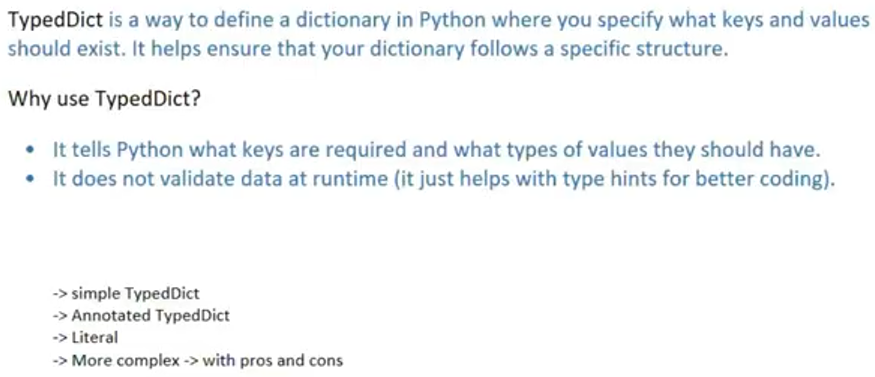 TypedDict is a way to define a dictionary in Python where you specify what keys and values
should exist. It helps ensure that your dictionary follows a specific structure.
Why use TypedDict?
• It tells Python what keys are required and what types of values they should have.
• It does not validate data at runtime (it just helps with type hints for better coding).
-> simple TypedDict
-> Annotated TypedDict
-> Literal
-> More complex -> with pros and cons